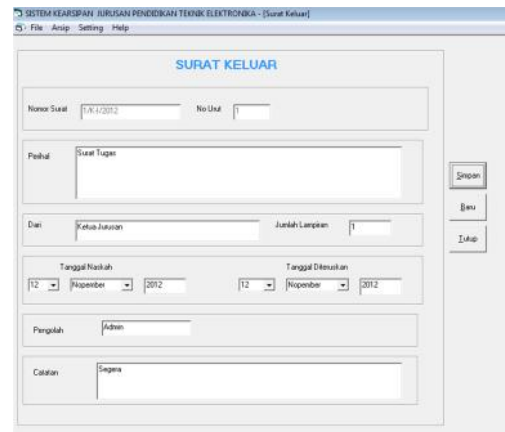 SISTEM KEARSIPAN JURUSAN PENDIDIKAN TEKNIK ELEKTRONIKA - [Surat Keluar]
File Arsip Setting Help
SURAT KELUAR
Nomor Surat 1/K-I/2012 No Urut 1
Perihal Surat Tugas
Simpan
Baru
Dari Ketua Jurusan Jumlah Lampiran 1
Tutup
Tanggal Naskah Tanggal Diteruskan
12 Nopember 2012 12 Nopember 2012
Pengolah Admin
Catatan Segera